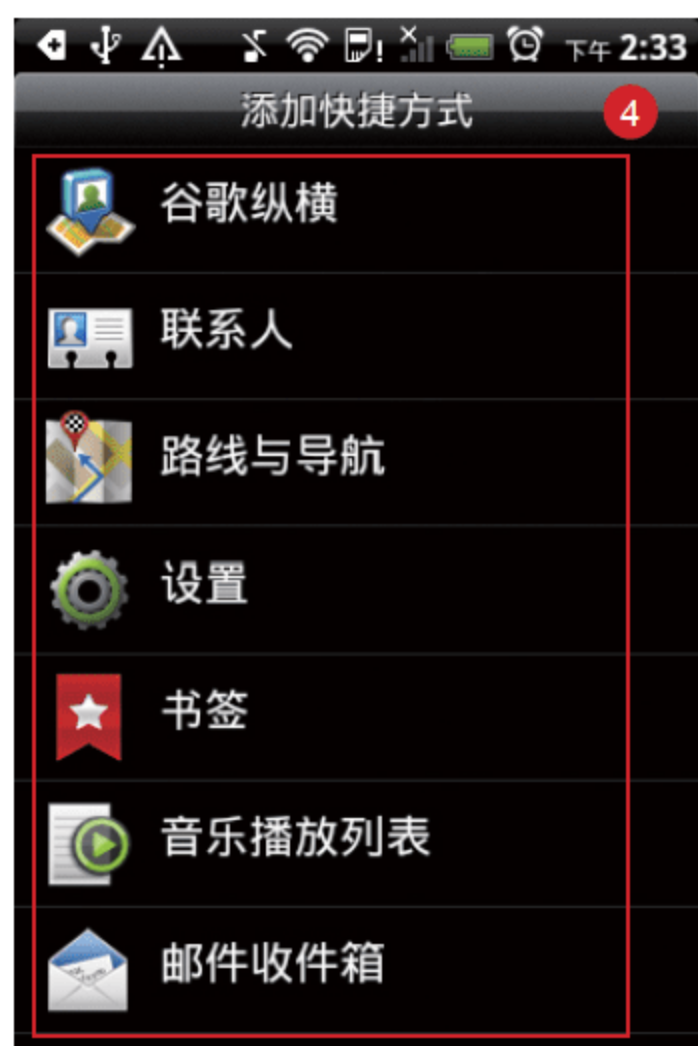 下午 2:33
添加快捷方式
4
谷歌纵横
联系人
路线与导航
设置
书签
音乐播放列表
邮件收件箱